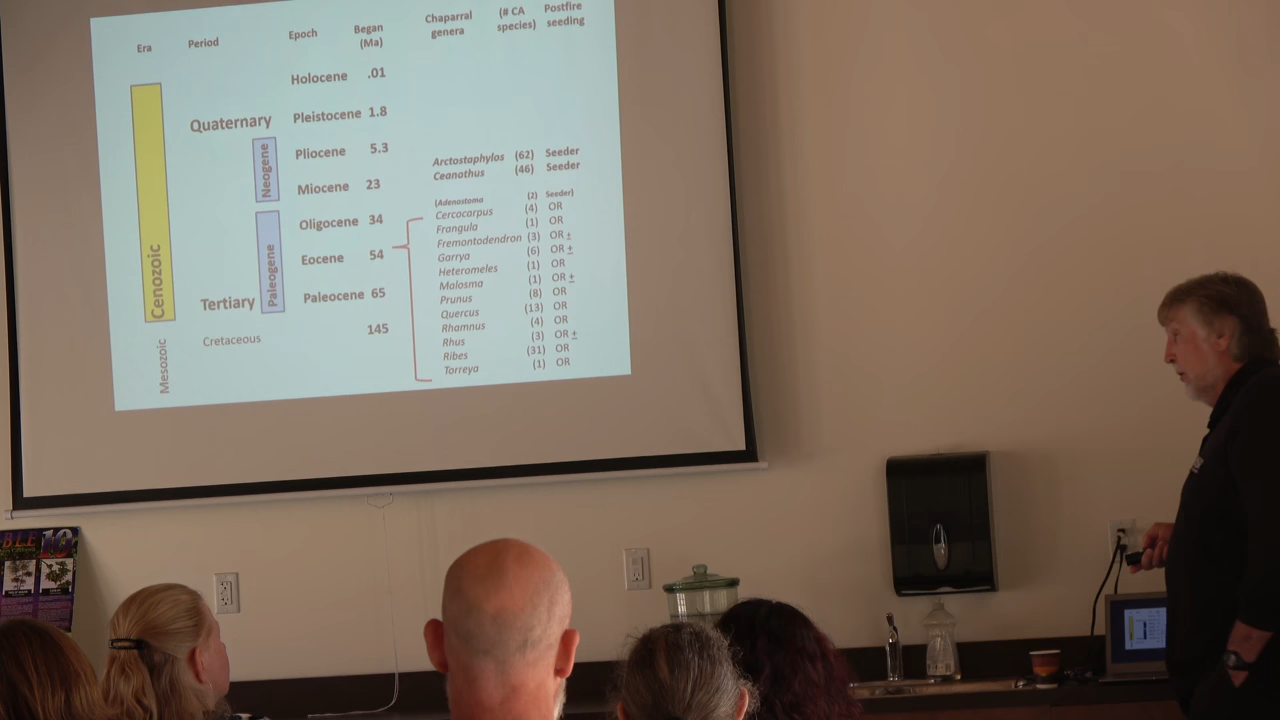 Era Period Epoch Began (Ma) Chaparral genera (# CA species) Postfire seeding
Holocene .01
Quaternary Pleistocene 1.8
Neogene
Pliocene 5.3
Miocene 23
Arctostaphylos (62) Seeder
Ceanothus (46) Seeder
Cenozoic
Paleogene
Oligocene 34
Eocene 54
Tertiary Paleocene 65
Mesozoic
Cretaceous 145
(Adenostoma (2) Seeder)
Cercocarpus (4) OR
Frangula (1) OR
Fremontodendron (3) OR ±
Garrya (6) OR ±
Heteromeles (1) OR
Malosma (1) OR ±
Prunus (8) OR
Quercus (13) OR
Rhamnus (4) OR
Rhus (3) OR ±
Ribes (31) OR
Torreya (1) OR
BLE 10